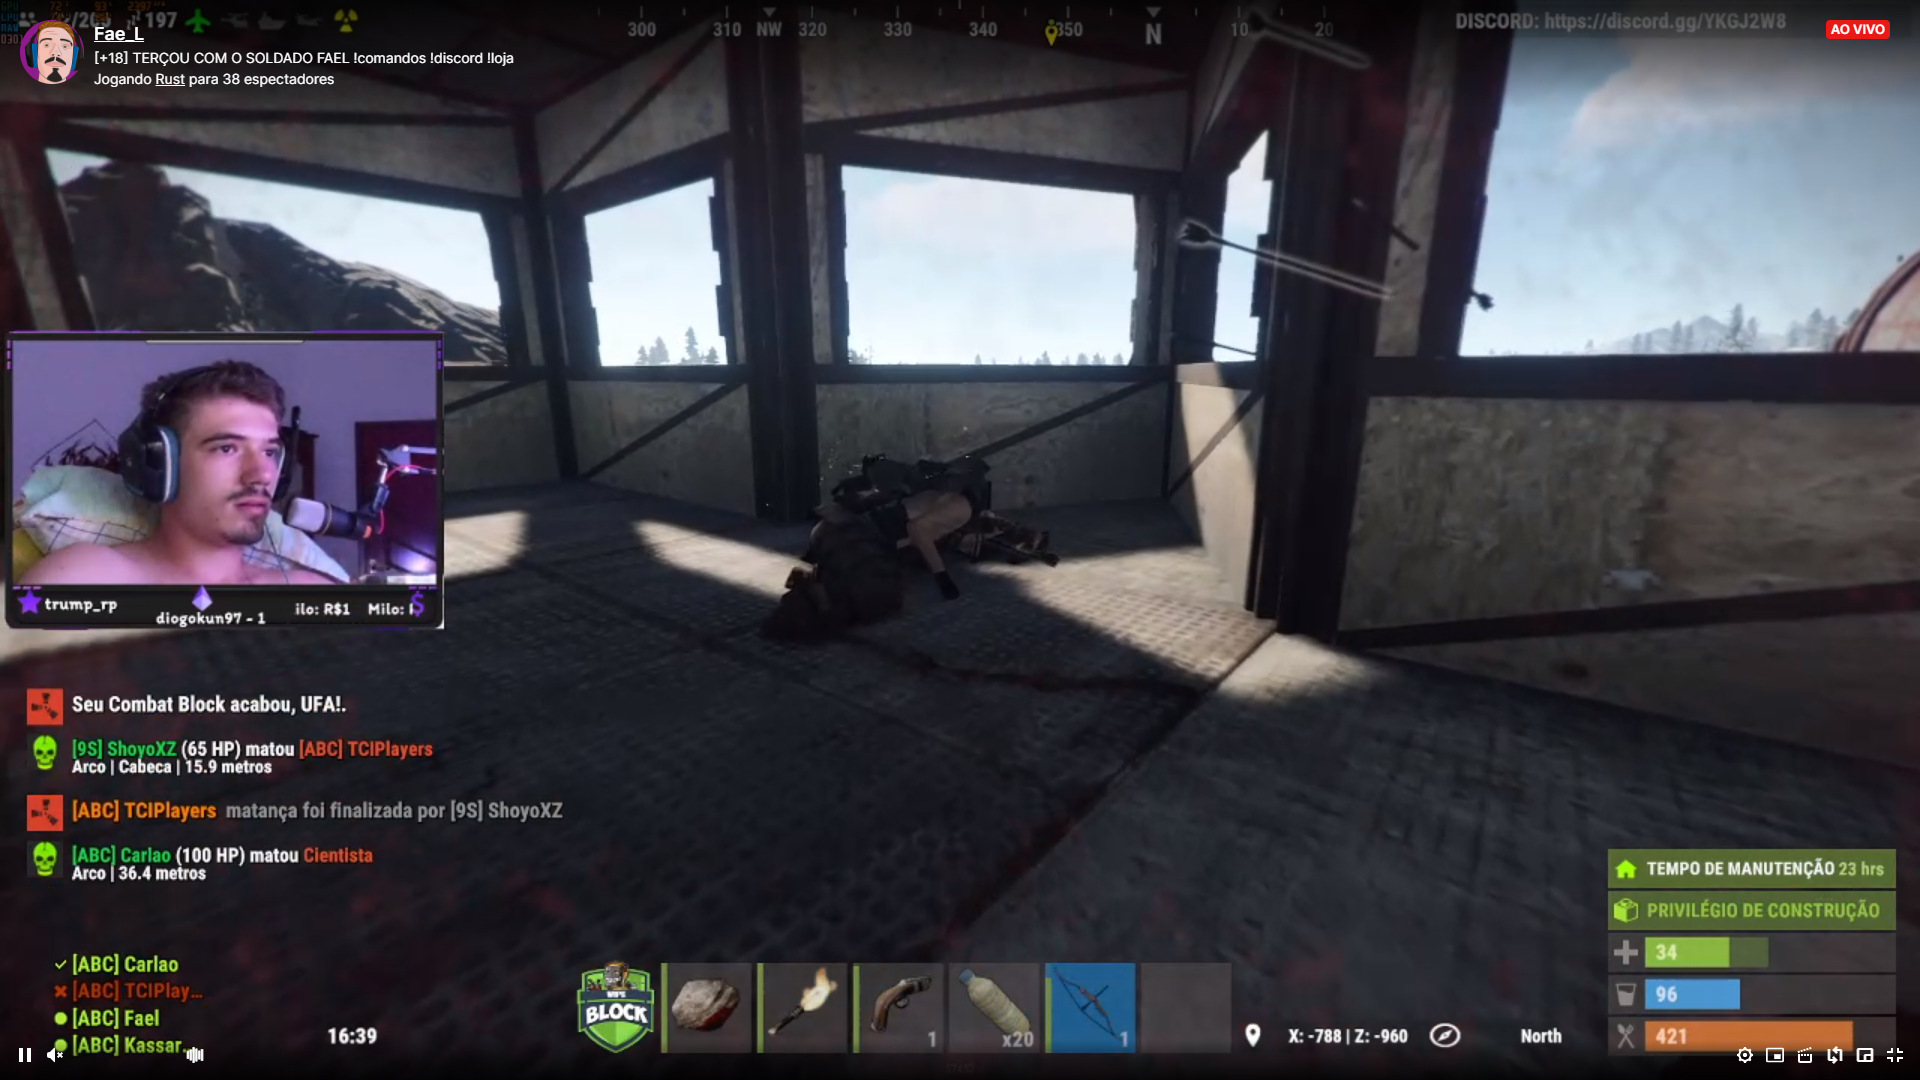 197
300 310 NW 320 330 340 350 N 10 20
DISCORD: https://discord.gg/YKGJ2W8
AO VIVO
Fae_L
[+18] TERÇOU COM O SOLDADO FAEL !comandos !discord !loja
Jogando Rust para 38 espectadores
trump_rp
diogokun97 - 1
ilo: R$1 Milo:
Seu Combat Block acabou, UFA!.
[9S] ShoyoXZ (65 HP) matou [ABC] TCIPlayers
Arco | Cabeca | 15.9 metros
[ABC] TCIPlayers matança foi finalizada por [9S] ShoyoXZ
[ABC] Carlao (100 HP) matou Cientista
Arco | 36.4 metros
[ABC] Carlao
[ABC] TCIPlay...
[ABC] Fael
[ABC] Kassar...
16:39
BLOCK
1
x20
1
X: -788 | Z: -960
North
TEMPO DE MANUTENÇÃO 23 hrs
PRIVILÉGIO DE CONSTRUÇÃO
34
96
421